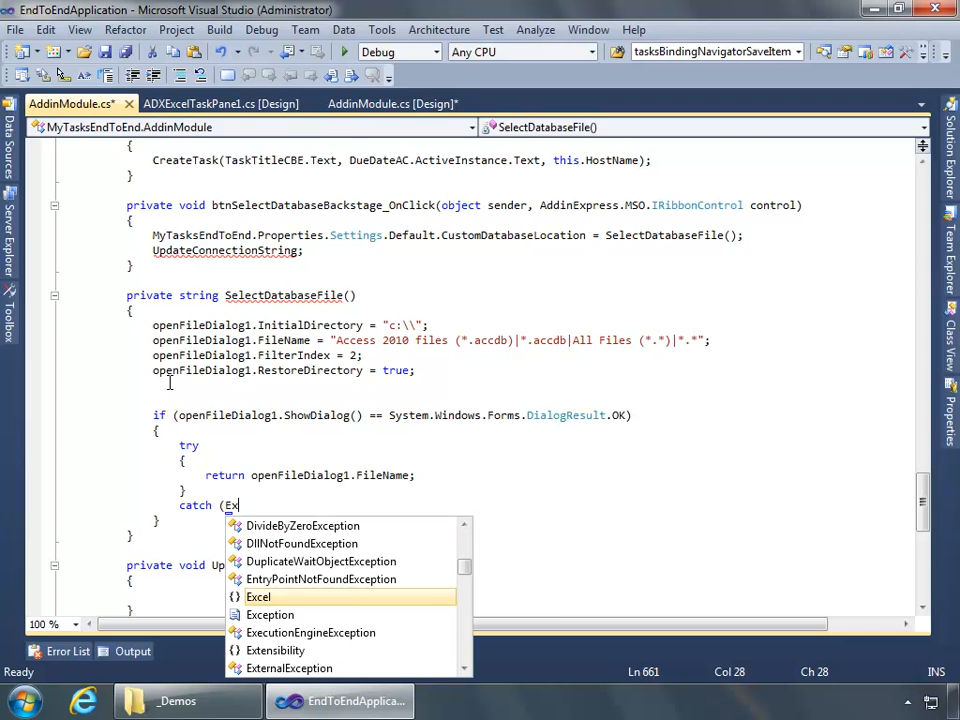 EndToEndApplication - Microsoft Visual Studio (Administrator)
File Edit View Refactor Project Build Debug Team Data Tools Architecture Test Analyze Window Help
Debug Any CPU tasksBindingNavigatorSaveItem
AddinModule.cs* ADXExcelTaskPane1.cs [Design] AddinModule.cs [Design]*
MyTasksEndToEnd.AddinModule SelectDatabaseFile()
{
CreateTask(TaskTitleCBE.Text, DueDateAC.ActiveInstance.Text, this.HostName);
}
private void btnSelectDatabaseBackstage_OnClick(object sender, AddinExpress.MSO.IRibbonControl control)
{
MyTasksEndToEnd.Properties.Settings.Default.CustomDatabaseLocation = SelectDatabaseFile();
UpdateConnectionString;
}
private string SelectDatabaseFile()
{
openFileDialog1.InitialDirectory = "c:\\";
openFileDialog1.FileName = "Access 2010 files (*.accdb)|*.accdb|All Files (*.*)|*.*";
openFileDialog1.FilterIndex = 2;
openFileDialog1.RestoreDirectory = true;
if (openFileDialog1.ShowDialog() == System.Windows.Forms.DialogResult.OK)
{
try
{
return openFileDialog1.FileName;
}
catch (Ex
}
}
private void Up
{
}
DivideByZeroException
DllNotFoundException
DuplicateWaitObjectException
EntryPointNotFoundException
{} Excel
Exception
ExecutionEngineException
{} Extensibility
ExternalException
100 %
Error List Output
Ready Ln 661 Col 28 Ch 28 INS
_Demos EndToEndApplica...
Data Sources
Server Explorer
Toolbox
Solution Explorer
Team Explorer
Class View
Properties